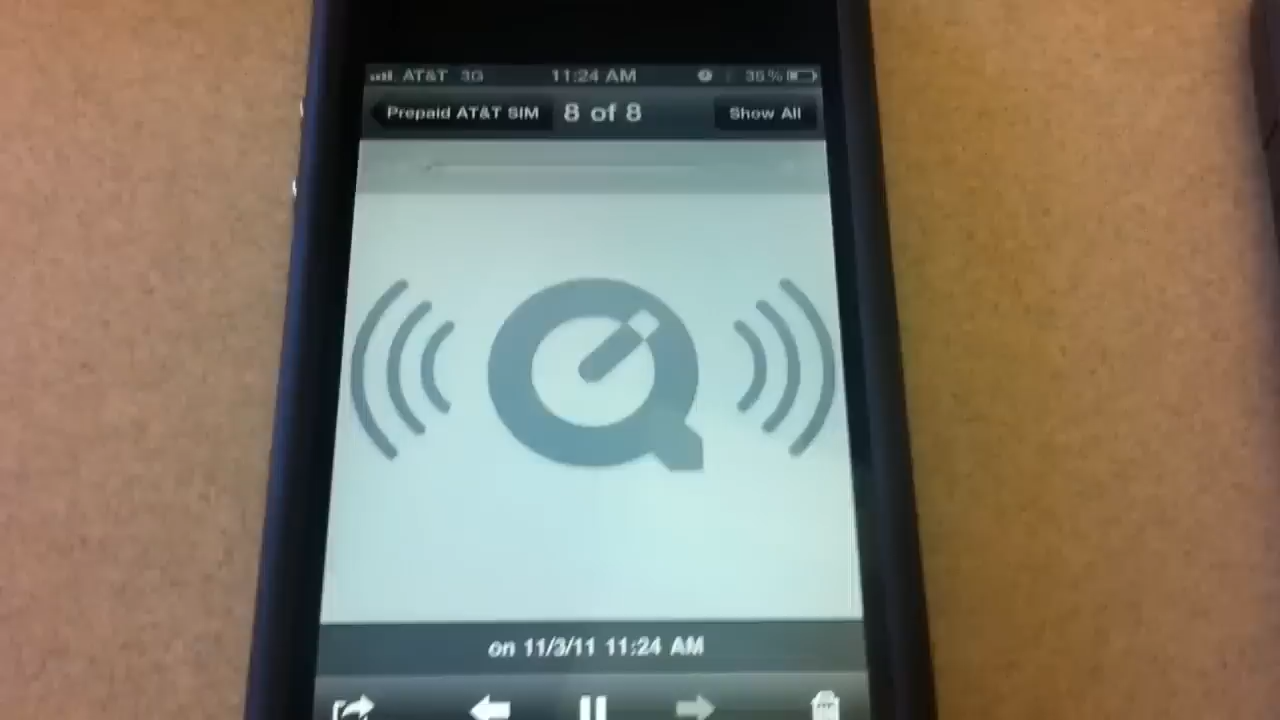 AT&T 3G 11:24 AM 35%
Prepaid AT&T SIM 8 of 8 Show All
on 11/3/11 11:24 AM